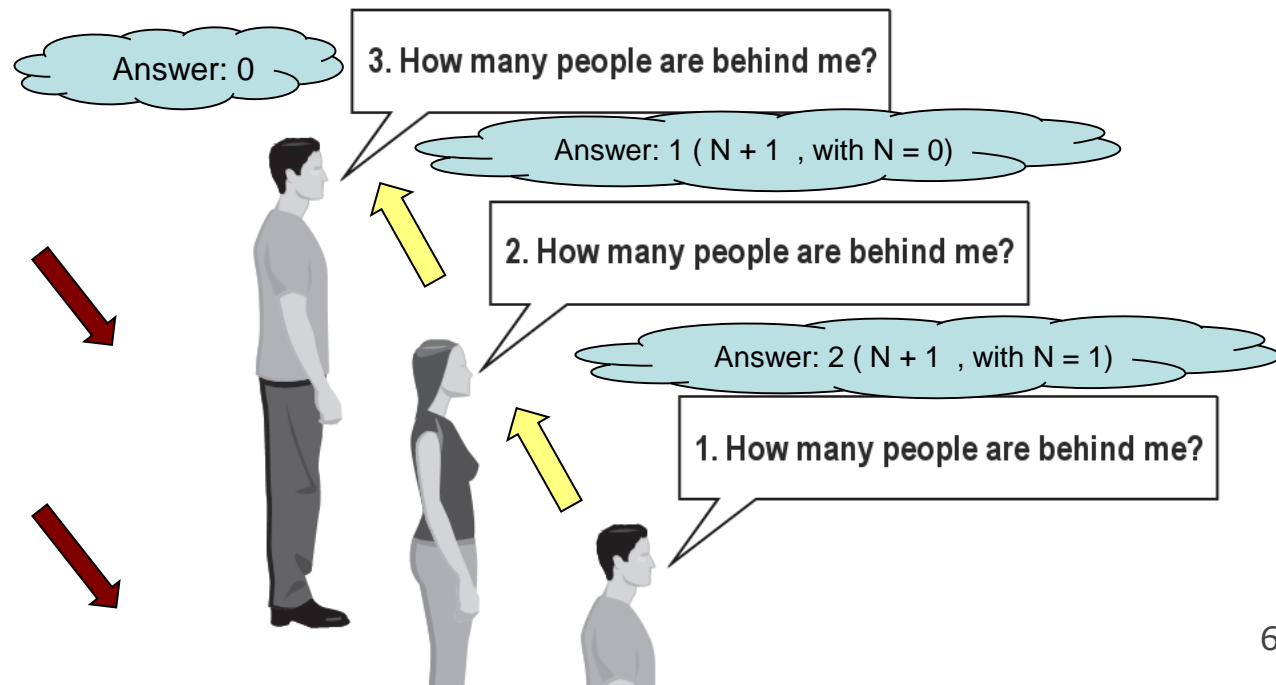 Answer: 0
3. How many people are behind me?
Answer: 1 ( N + 1 , with N = 0)
2. How many people are behind me?
Answer: 2 ( N + 1 , with N = 1)
1. How many people are behind me?
6